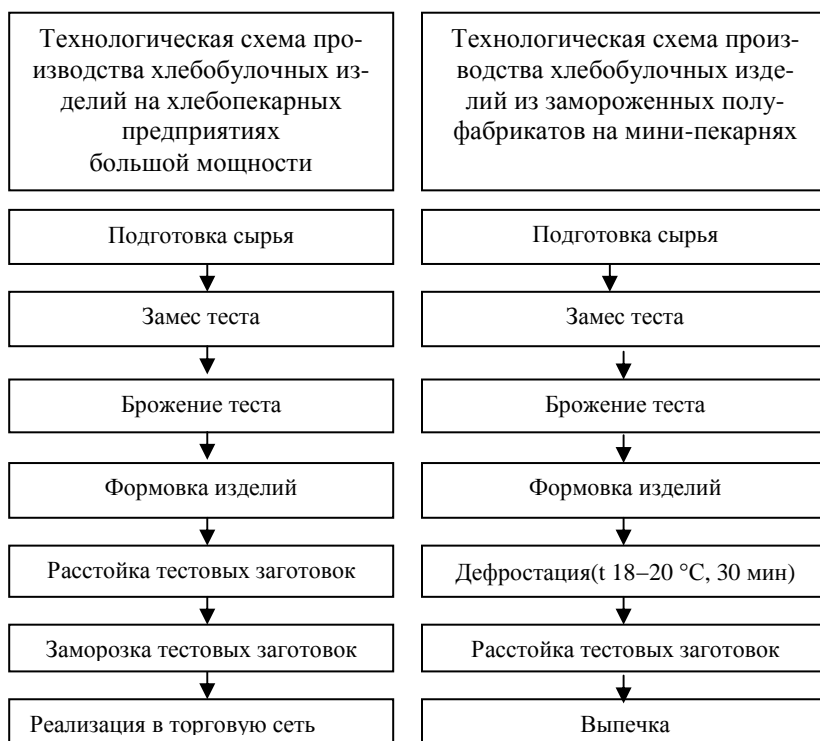 Технологическая схема про-
изводства хлебобулочных из-
делий на хлебопекарных
предприятиях
большой мощности
Подготовка сырья
Замес теста
Брожение теста
Формовка изделий
Расстойка тестовых заготовок
Заморозка тестовых заготовок
Реализация в торговую сеть
Технологическая схема произ-
водства хлебобулочных изде-
лий из замороженных полу-
фабрикатов на мини-пекарнях
Подготовка сырья
Замес теста
Брожение теста
Формовка изделий
Дефростация(t 18–20 °С, 30 мин)
Расстойка тестовых заготовок
Выпечка